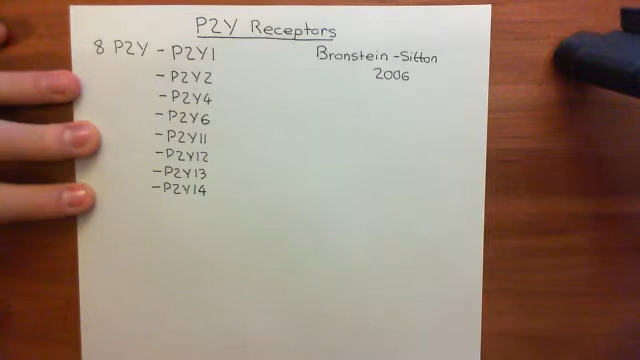 P2Y Receptors
8 P2Y - P2Y1
- P2Y2
- P2Y4
- P2Y6
- P2Y11
- P2Y12
- P2Y13
- P2Y14
Bronstein-Sitton
2006